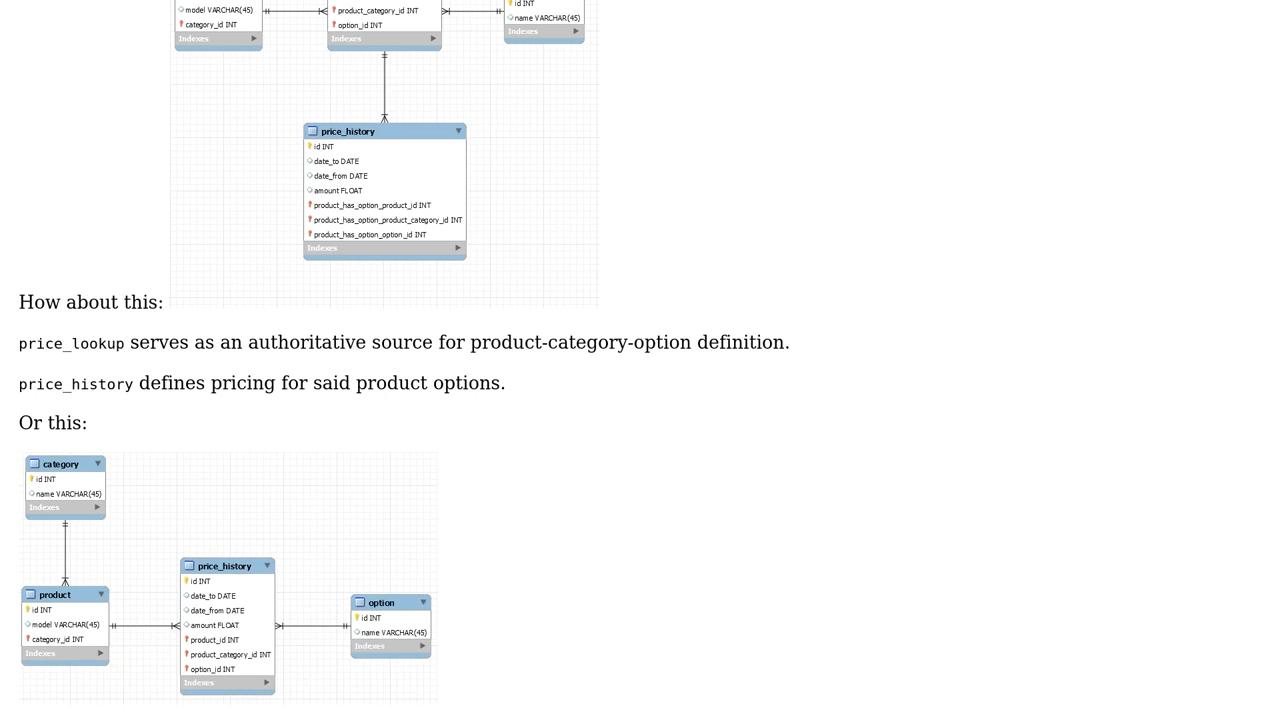 model VARCHAR(45)
category_id INT
Indexes
product_category_id INT
option_id INT
Indexes
id INT
name VARCHAR(45)
Indexes
price_history
id INT
date_to DATE
date_from DATE
amount FLOAT
product_has_option_product_id INT
product_has_option_product_category_id INT
product_has_option_option_id INT
Indexes
How about this:
price_lookup serves as an authoritative source for product-category-option definition.
price_history defines pricing for said product options.
Or this:
category
id INT
name VARCHAR(45)
Indexes
product
id INT
model VARCHAR(45)
category_id INT
Indexes
price_history
id INT
date_to DATE
date_from DATE
amount FLOAT
product_id INT
product_category_id INT
option_id INT
Indexes
option
id INT
name VARCHAR(45)
Indexes